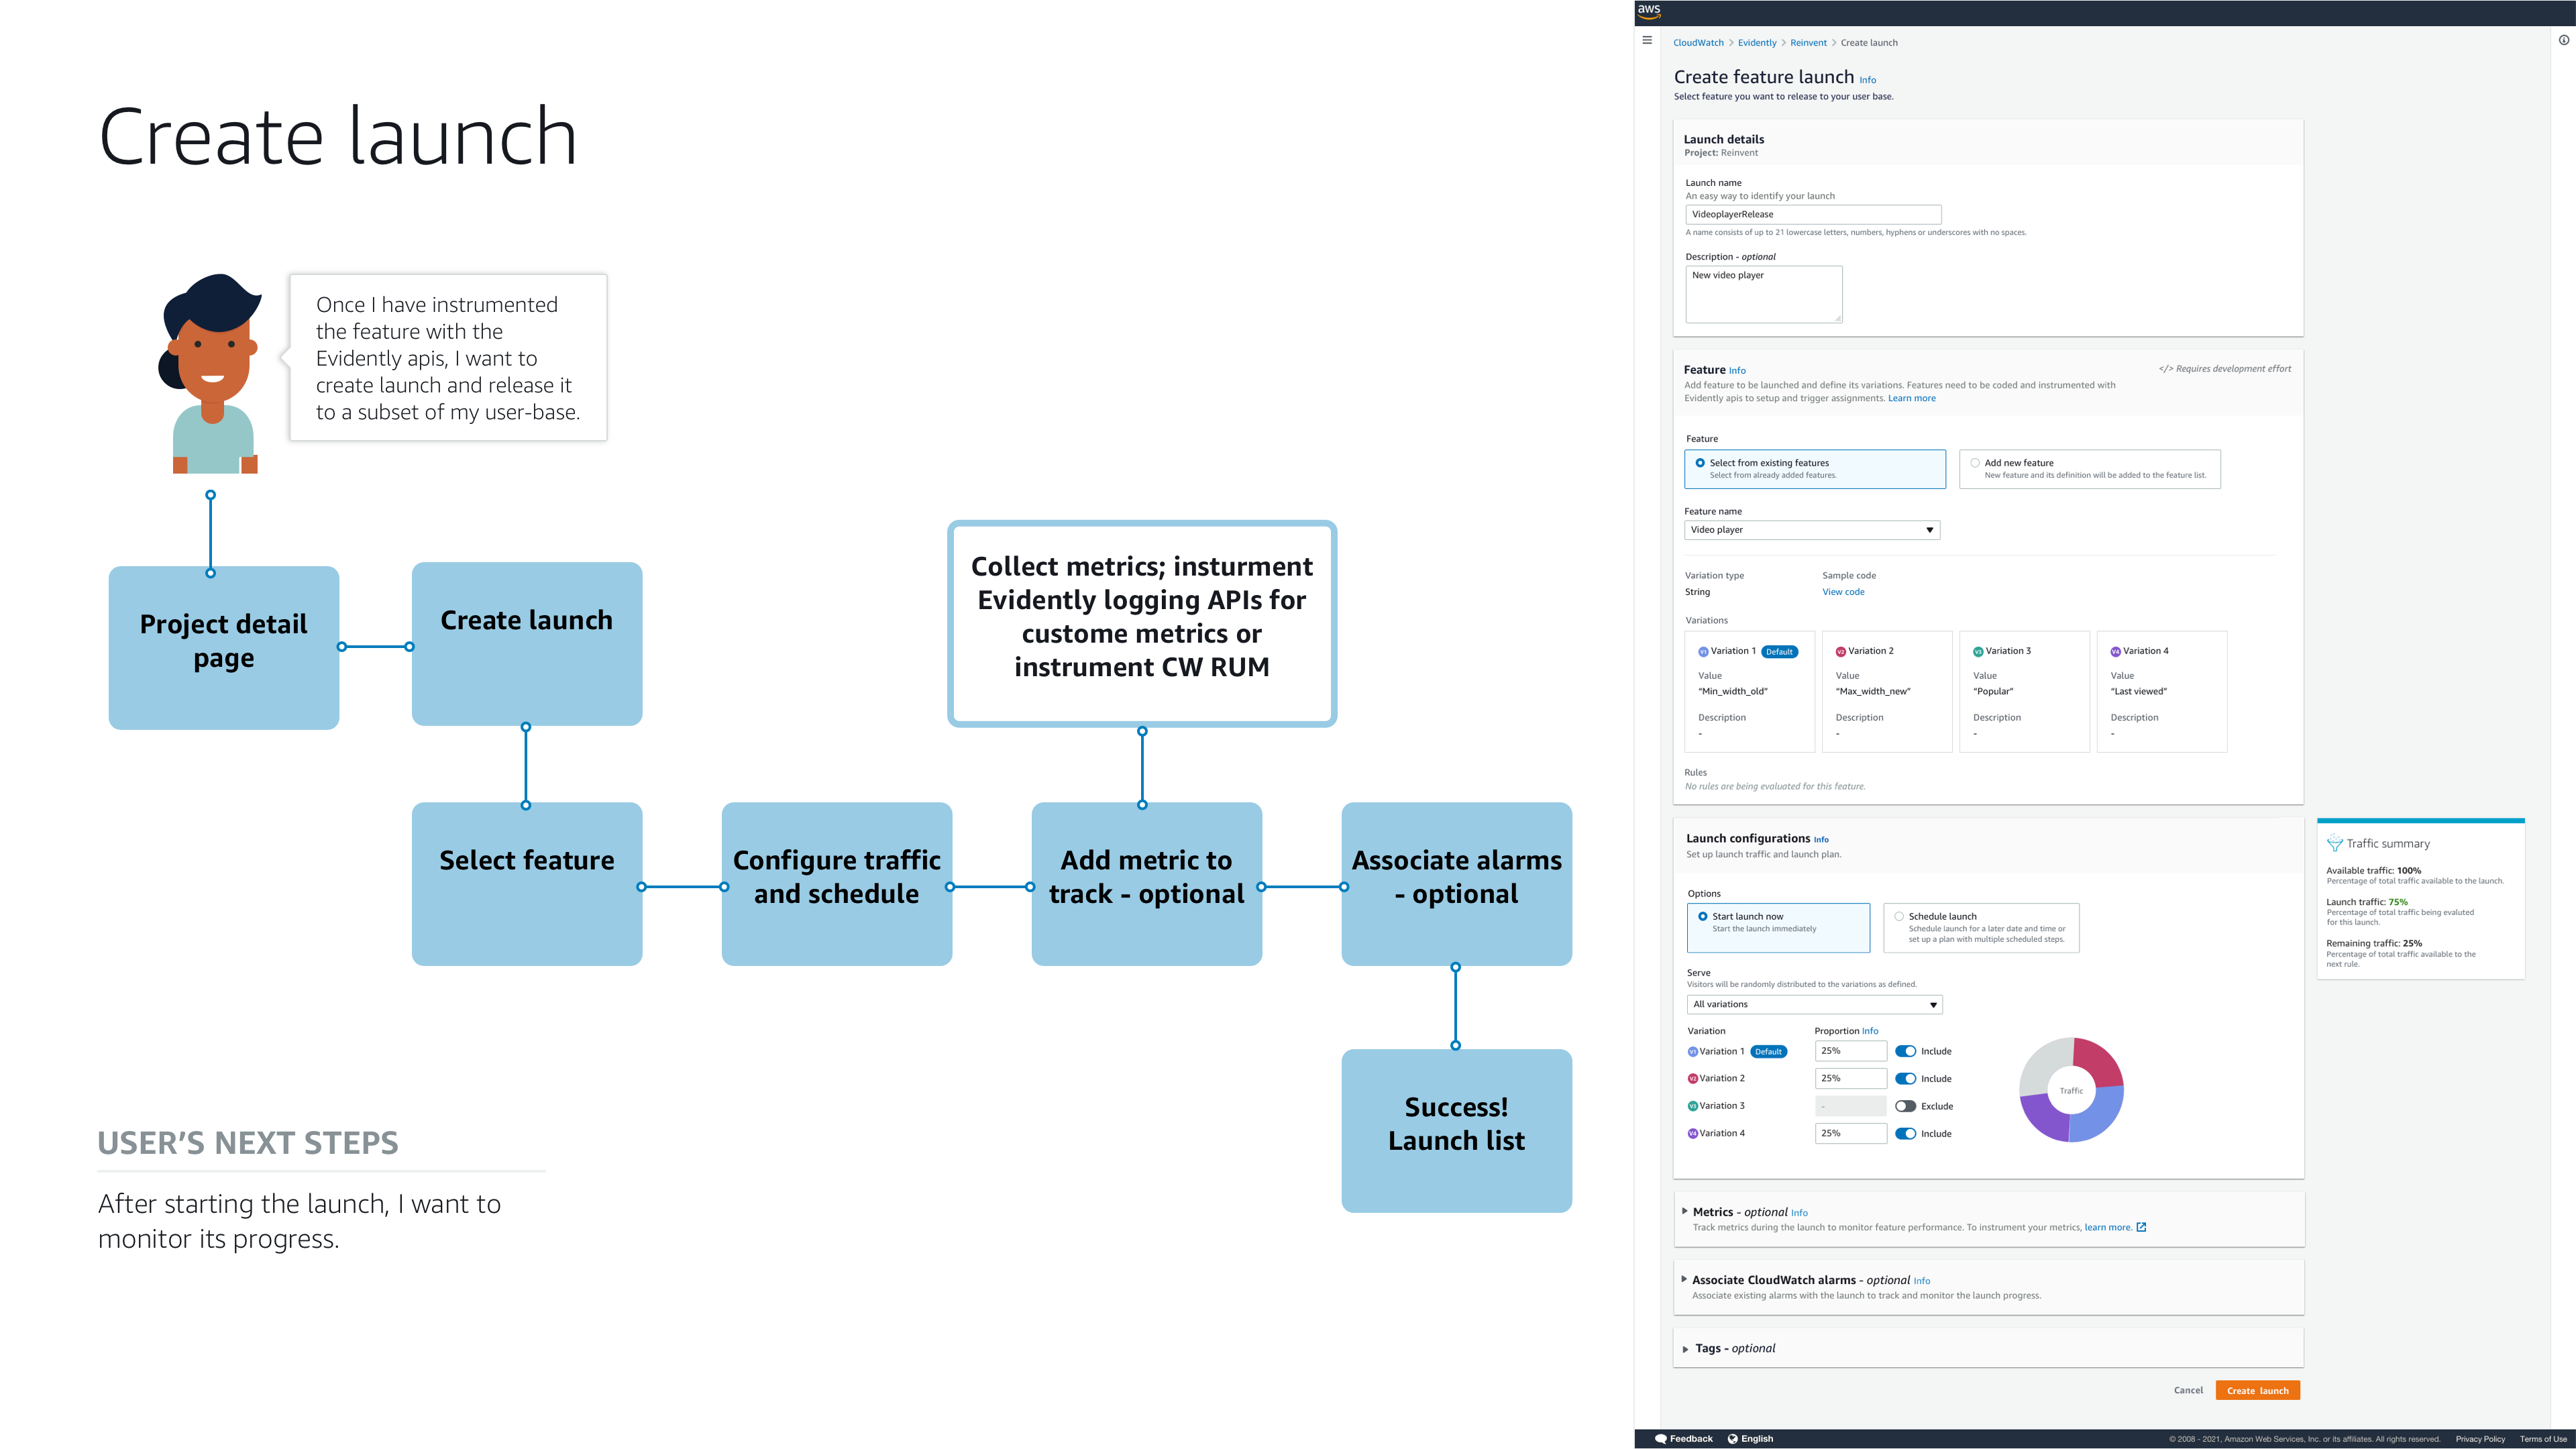 Create launch
Once I have instrumented
the feature with the
Evidently apis, I want to
create launch and release it
to a subset of my user-base.
Project detail
page
Create launch
Collect metrics; insturment
Evidently logging APIs for
custome metrics or
instrument CW RUM
Select feature
Configure traffic
and schedule
Add metric to
track - optional
Associate alarms
- optional
Success!
Launch list
USER'S NEXT STEPS
After starting the launch, I want to
monitor its progress.
aws
CloudWatch > Evidently > Reinvent > Create launch
Create feature launch Info
Select feature you want to release to your user base.
Launch details
Project: Reinvent
Launch name
An easy way to identify your launch
VideoplayerRelease
A name consists of up to 21 lowercase letters, numbers, hyphens or underscores with no spaces.
Description - optional
New video player
Feature Info
</> Requires development effort
Add feature to be launched and define its variations. Features need to be coded and instrumented with
Evidently apis to setup and trigger assignments. Learn more
Feature
Select from existing features
Select from already added features.
Add new feature
New feature and its definition will be added to the feature list.
Feature name
Video player
Variation type Sample code
String View code
Variations
V1 Variation 1 Default
Value
“Min_width_old”
Description
-
V2 Variation 2
Value
“Max_width_new”
Description
-
V3 Variation 3
Value
“Popular”
Description
-
V4 Variation 4
Value
“Last viewed”
Description
-
Rules
No rules are being evaluated for this feature.
Launch configurations Info
Set up launch traffic and launch plan.
Options
Start launch now
Start the launch immediately
Schedule launch
Schedule launch for a later date and time or
set up a plan with multiple scheduled steps.
Serve
Visitors will be randomly distributed to the variations as defined.
All variations
Variation Proportion Info
V1 Variation 1 Default 25% Include
V2 Variation 2 25% Include
V3 Variation 3 - Exclude
V4 Variation 4 25% Include
Traffic
Traffic summary
Available traffic: 100%
Percentage of total traffic available to the launch.
Launch traffic: 75%
Percentage of total traffic being evaluted
for this launch.
Remaining traffic: 25%
Percentage of total traffic available to the
next rule.
Metrics - optional Info
Track metrics during the launch to monitor feature performance. To instrument your metrics, learn more.
Associate CloudWatch alarms - optional Info
Associate existing alarms with the launch to track and monitor the launch progress.
Tags - optional
Cancel Create launch
Feedback English
© 2008 - 2021, Amazon Web Services, Inc. or its affiliates. All rights reserved. Privacy Policy Terms of Use